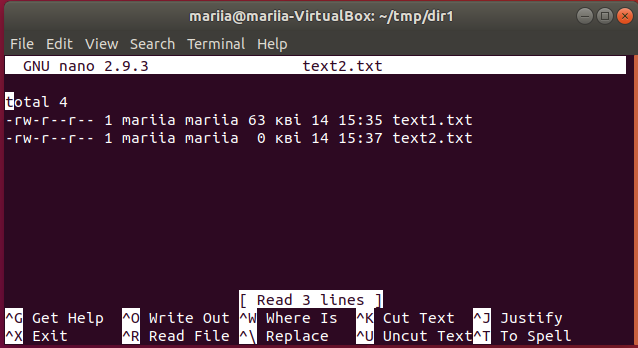 mariia@mariia-VirtualBox: ~/tmp/dir1
File Edit View Search Terminal Help
GNU nano 2.9.3 text2.txt
total 4
-rw-r--r-- 1 mariia mariia 63 кві 14 15:35 text1.txt
-rw-r--r-- 1 mariia mariia  0 кві 14 15:37 text2.txt
[ Read 3 lines ]
^G Get Help ^O Write Out ^W Where Is ^K Cut Text ^J Justify
^X Exit ^R Read File ^\ Replace ^U Uncut Text ^T To Spell